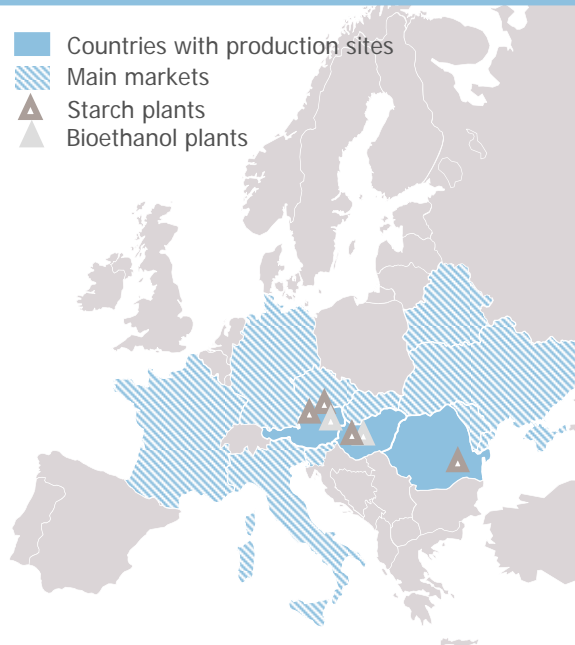 Countries with production sites
Main markets
Starch plants
Bioethanol plants